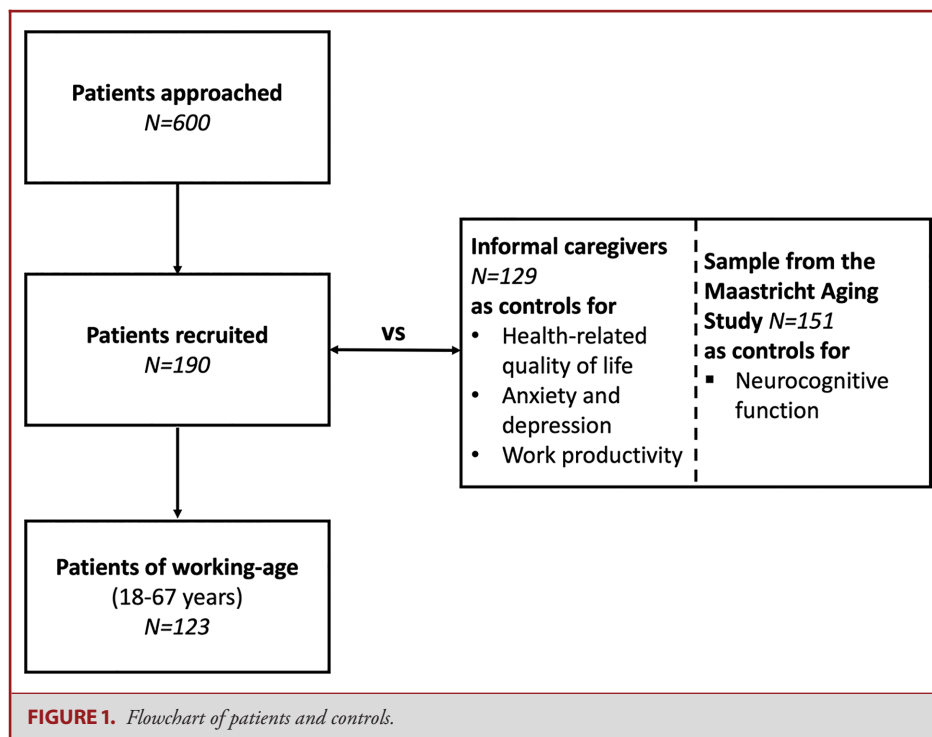 Patients approached
N=600
Patients recruited
N=190
vs
Informal caregivers
N=129
as controls for
• Health-related
quality of life
• Anxiety and
depression
• Work productivity
Sample from the
Maastricht Aging
Study N=151
as controls for
▪ Neurocognitive
function
Patients of working-age
(18-67 years)
N=123
FIGURE 1. Flowchart of patients and controls.